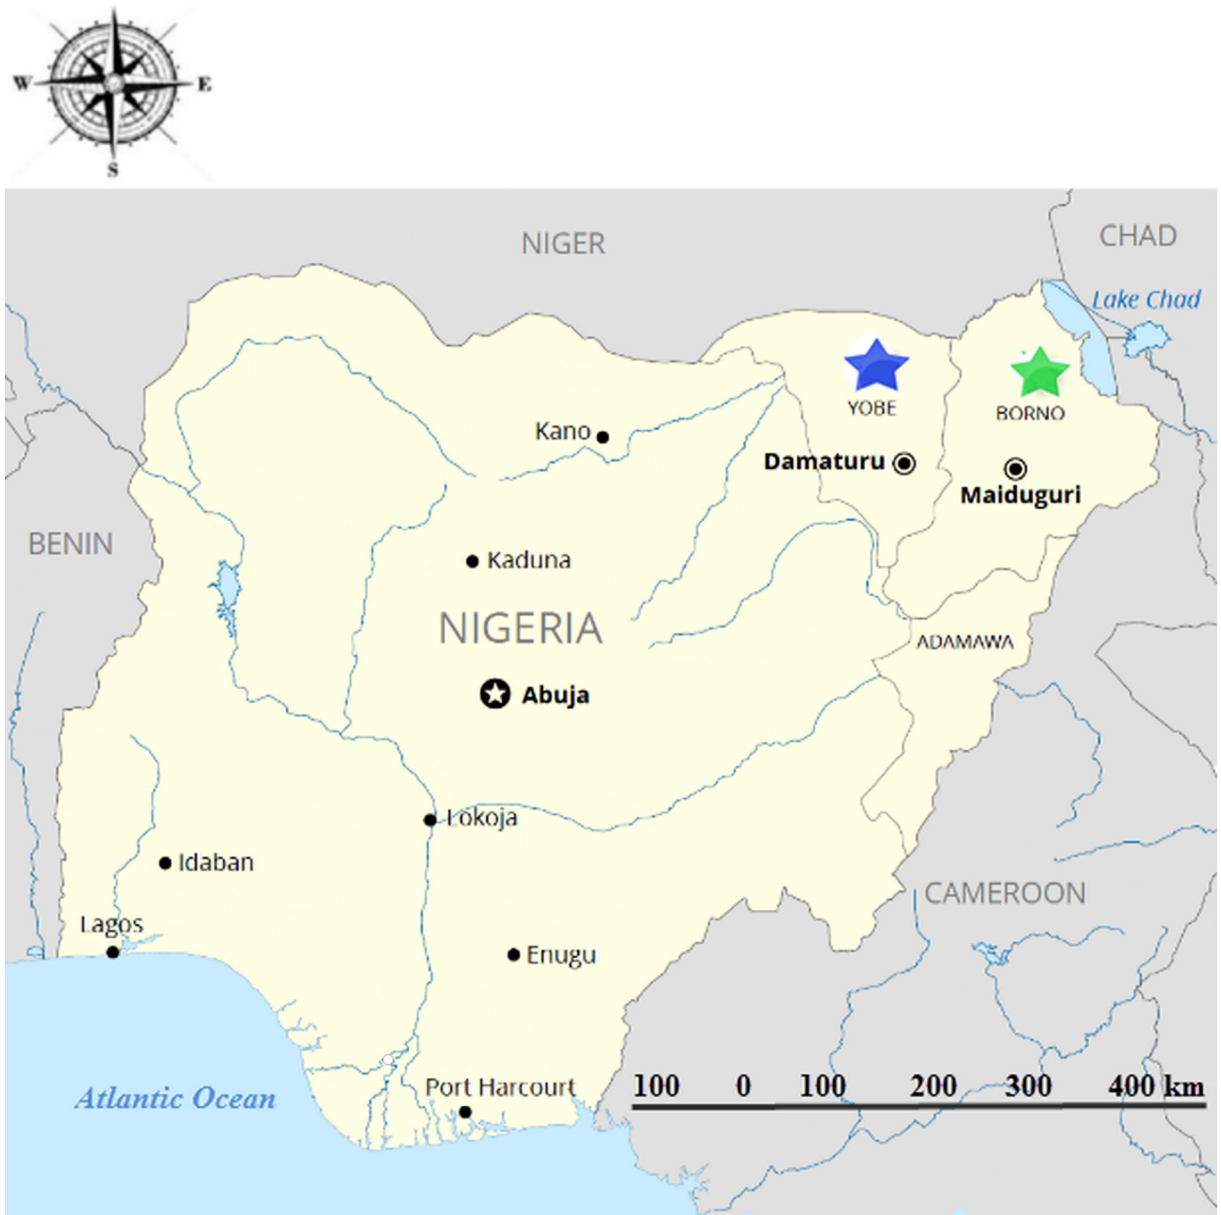 W E
S
NIGER
CHAD
Lake Chad
YOBE
BORNO
Kano
Damaturu
Maiduguri
BENIN
Kaduna
NIGERIA
ADAMAWA
Abuja
Lokoja
Idaban
CAMEROON
Lagos
Enugu
Atlantic Ocean
Port Harcourt
100 0 100 200 300 400 km